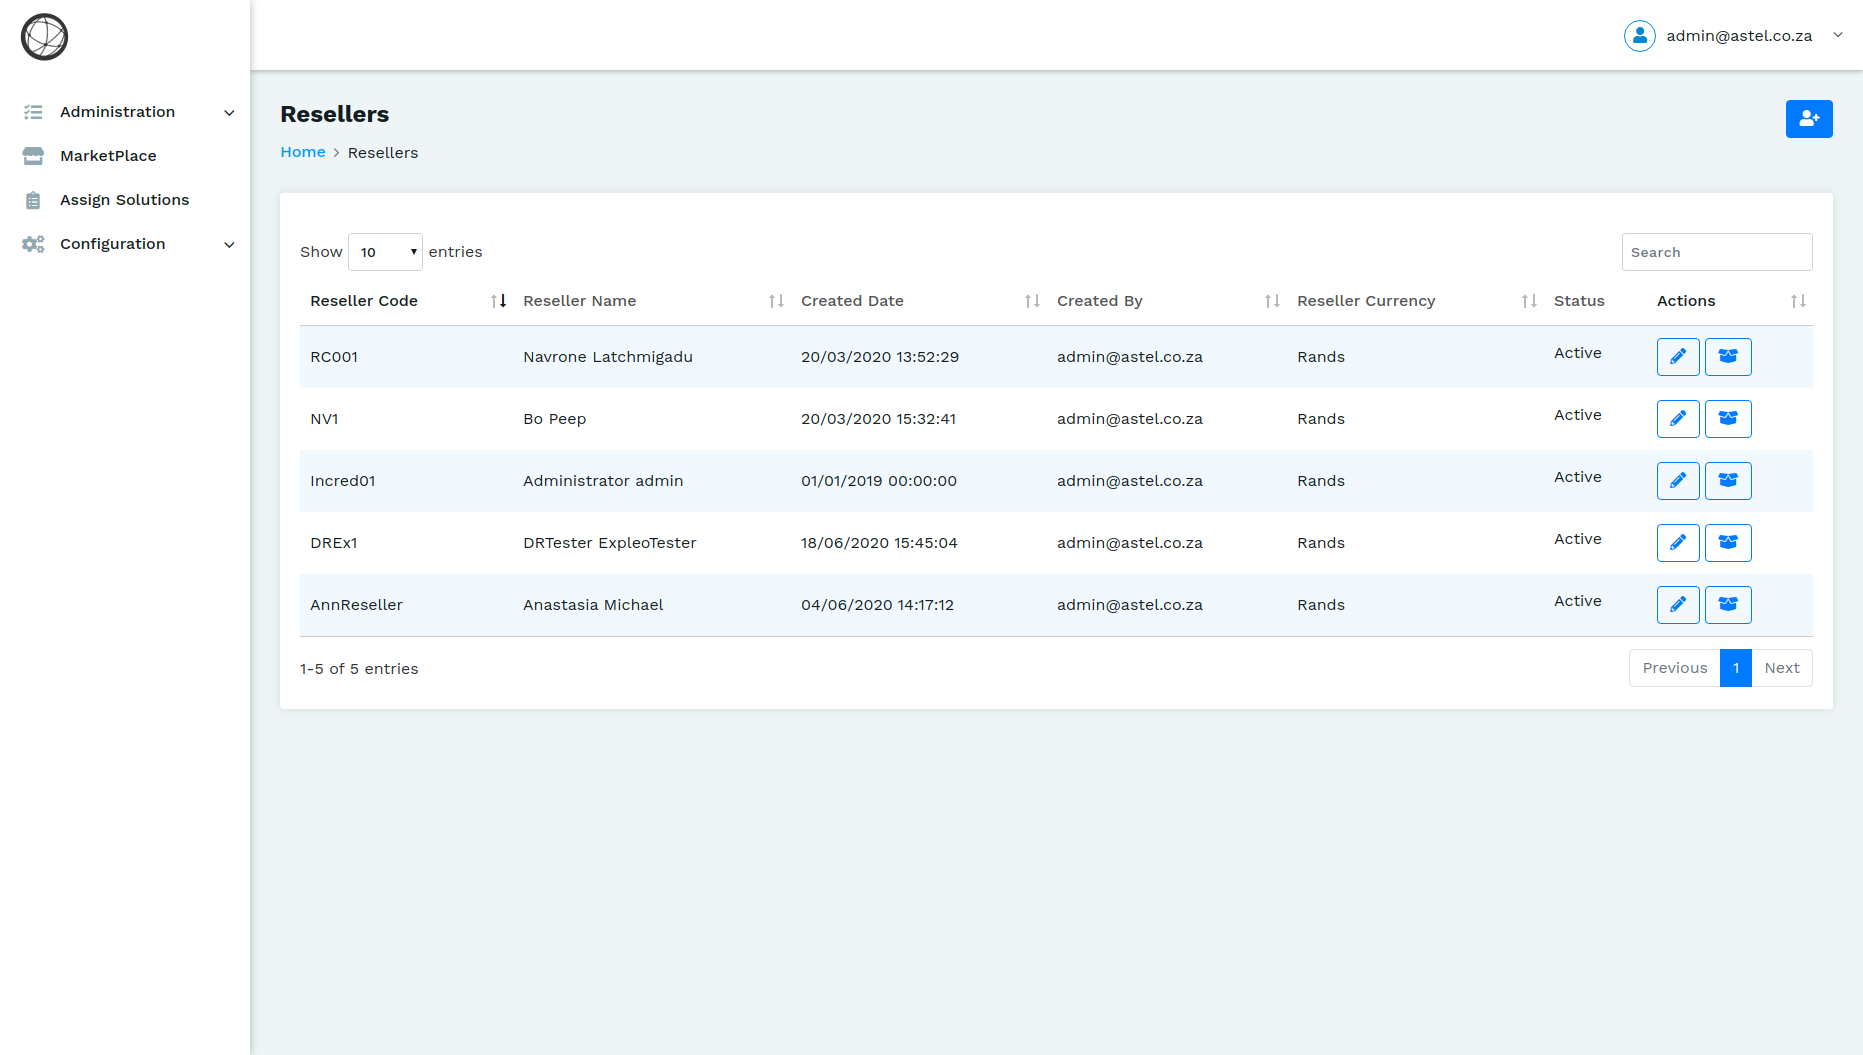 admin@astel.co.za
Administration
MarketPlace
Assign Solutions
Configuration
Resellers
Home > Resellers
Show 10 entries
Search
Reseller Code Reseller Name Created Date Created By Reseller Currency Status Actions
RC001 Navrone Latchmigadu 20/03/2020 13:52:29 admin@astel.co.za Rands Active
NV1 Bo Peep 20/03/2020 15:32:41 admin@astel.co.za Rands Active
Incred01 Administrator admin 01/01/2019 00:00:00 admin@astel.co.za Rands Active
DREx1 DRTester ExpleoTester 18/06/2020 15:45:04 admin@astel.co.za Rands Active
AnnReseller Anastasia Michael 04/06/2020 14:17:12 admin@astel.co.za Rands Active
1-5 of 5 entries
Previous 1 Next